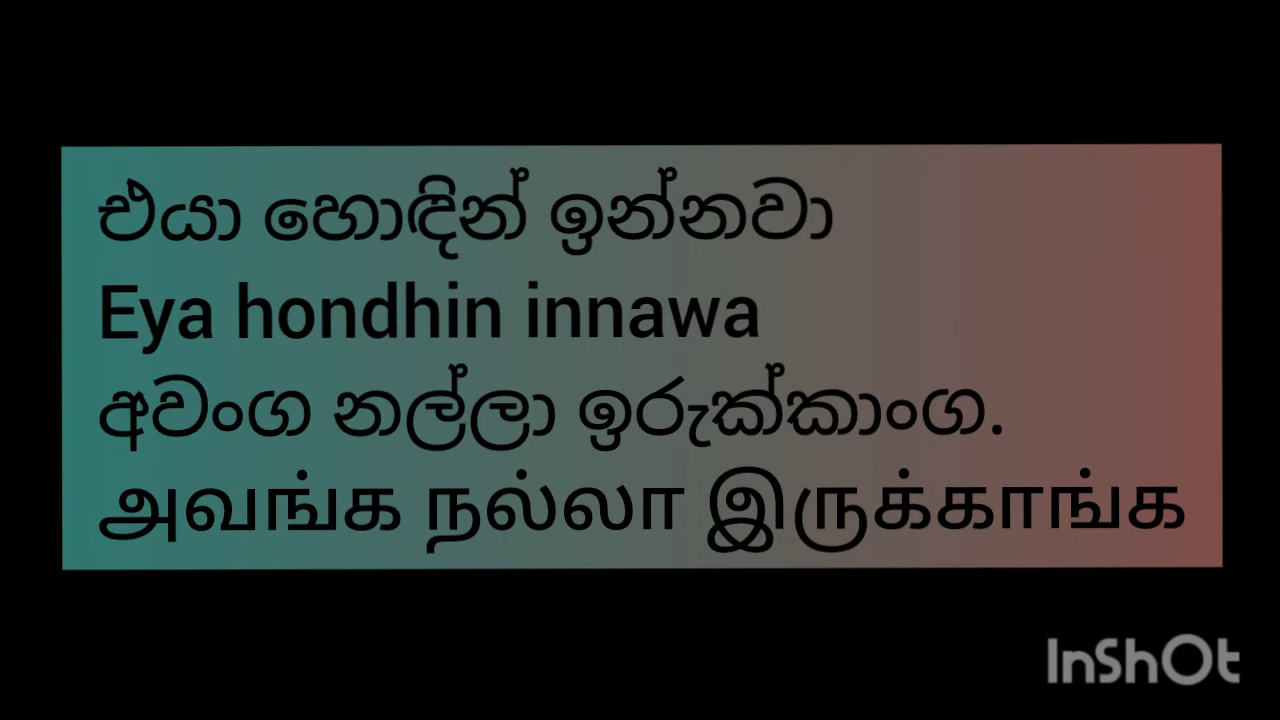 එයා හොඳින් ඉන්නවා
Eya hondhin innawa
අවංග නල්ලා ඉරුක්කාංග.
அவங்க நல்லா இருக்காங்க
InShOt